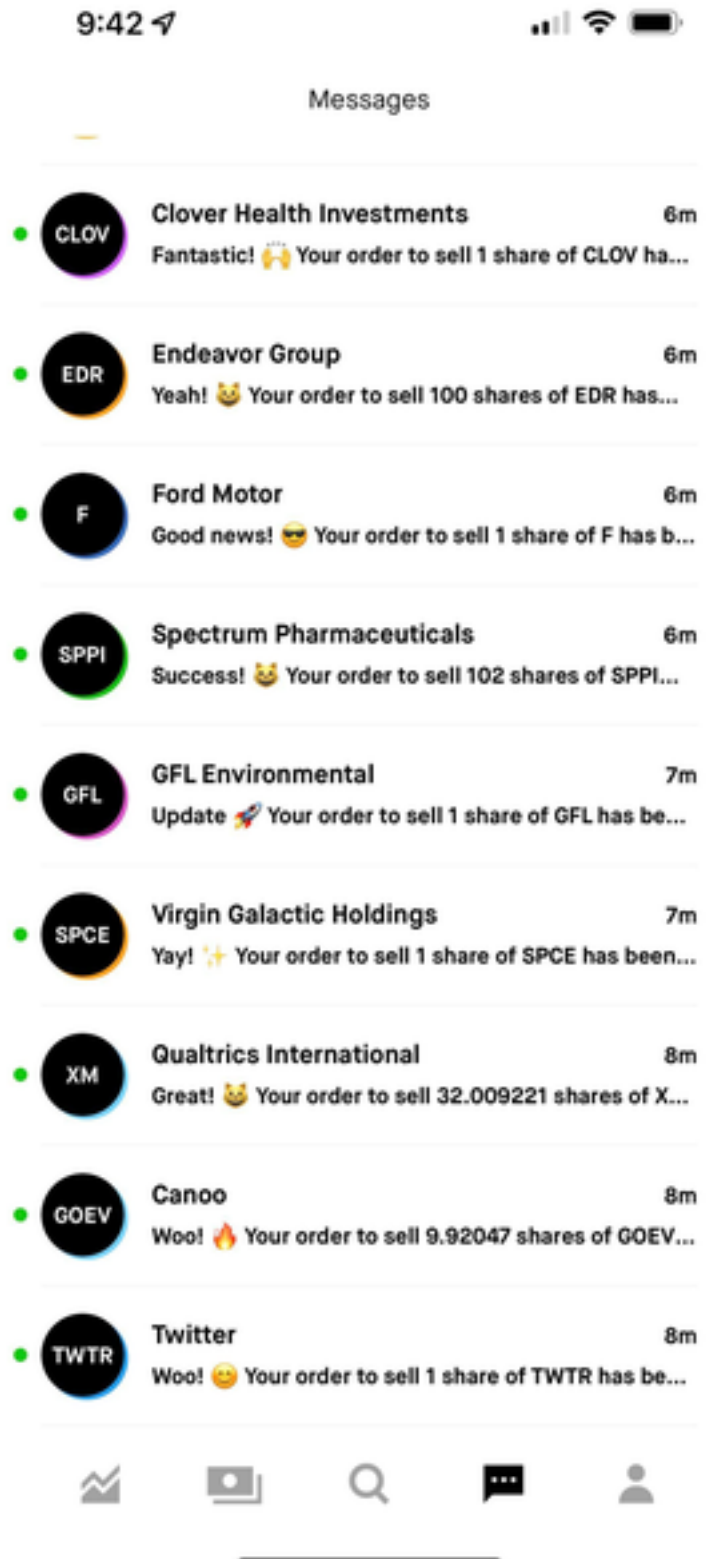 9:42
Messages
CLOV
Clover Health Investments 6m
Fantastic! 🙌 Your order to sell 1 share of CLOV ha...
EDR
Endeavor Group 6m
Yeah! 😸 Your order to sell 100 shares of EDR has...
F
Ford Motor 6m
Good news! 😎 Your order to sell 1 share of F has b...
SPPI
Spectrum Pharmaceuticals 6m
Success! 😸 Your order to sell 102 shares of SPPI...
GFL
GFL Environmental 7m
Update 🚀 Your order to sell 1 share of GFL has be...
SPCE
Virgin Galactic Holdings 7m
Yay! ✨ Your order to sell 1 share of SPCE has been...
XM
Qualtrics International 8m
Great! 😸 Your order to sell 32.009221 shares of X...
GOEV
Canoo 8m
Woo! 🔥 Your order to sell 9.92047 shares of GOEV...
TWTR
Twitter 8m
Woo! 😊 Your order to sell 1 share of TWTR has be...